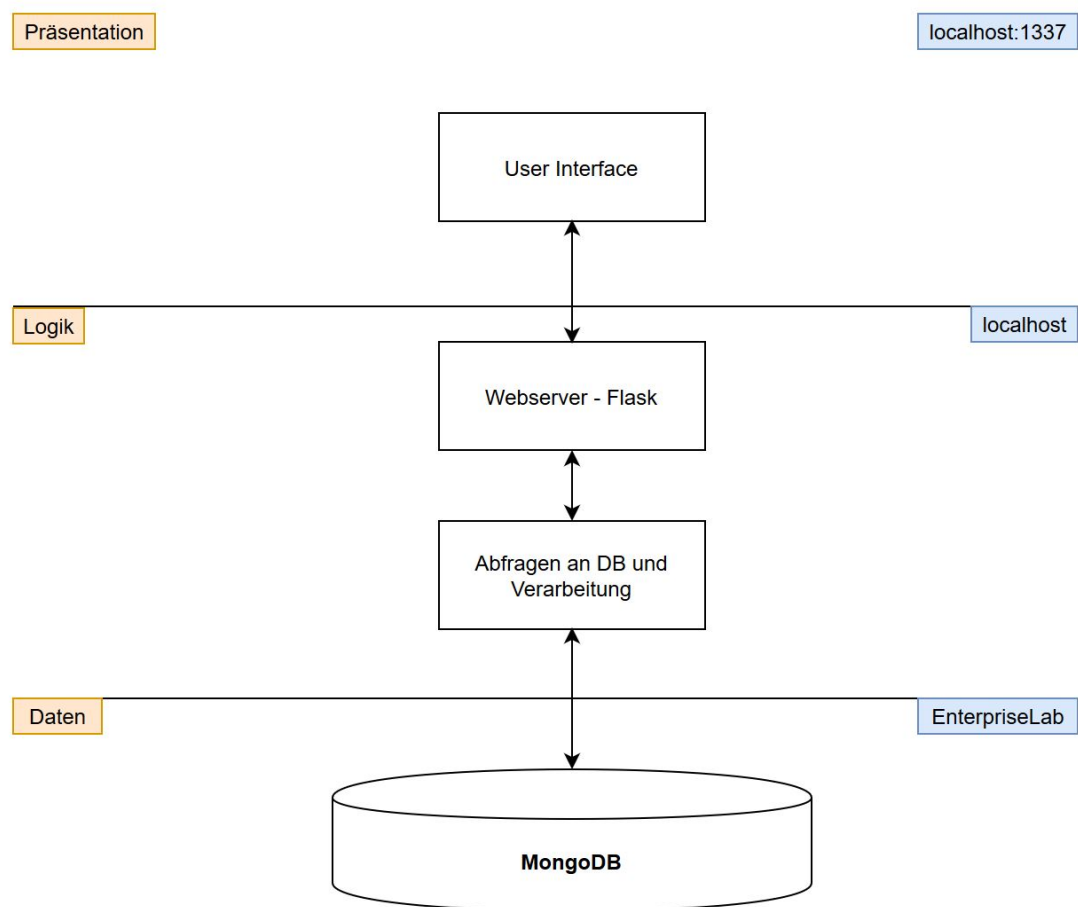 Präsentation
localhost:1337
User Interface
Logik
localhost
Webserver - Flask
Abfragen an DB und
Verarbeitung
Daten
EnterpriseLab
MongoDB